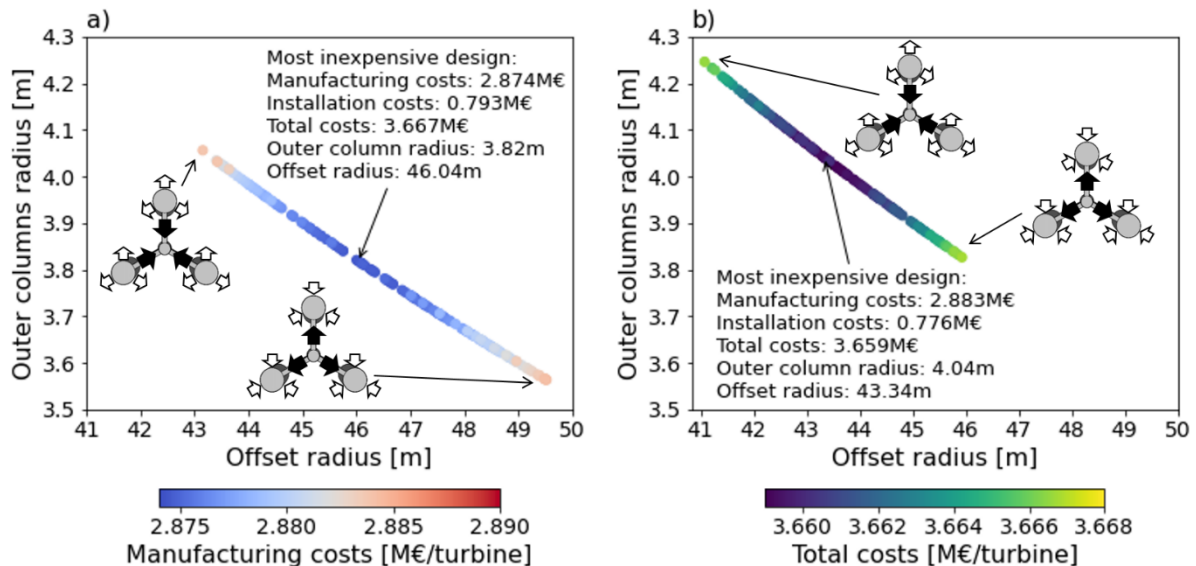 a)
Outer columns radius [m]
4.3
4.2
4.1
4.0
3.9
3.8
3.7
3.6
3.5
Most inexpensive design:
Manufacturing costs: 2.874M€
Installation costs: 0.793M€
Total costs: 3.667M€
Outer column radius: 3.82m
Offset radius: 46.04m
41 42 43 44 45 46 47 48 49 50
Offset radius [m]
2.875 2.880 2.885 2.890
Manufacturing costs [M€/turbine]
b)
Outer columns radius [m]
4.3
4.2
4.1
4.0
3.9
3.8
3.7
3.6
3.5
Most inexpensive design:
Manufacturing costs: 2.883M€
Installation costs: 0.776M€
Total costs: 3.659M€
Outer column radius: 4.04m
Offset radius: 43.34m
41 42 43 44 45 46 47 48 49 50
Offset radius [m]
3.660 3.662 3.664 3.666 3.668
Total costs [M€/turbine]